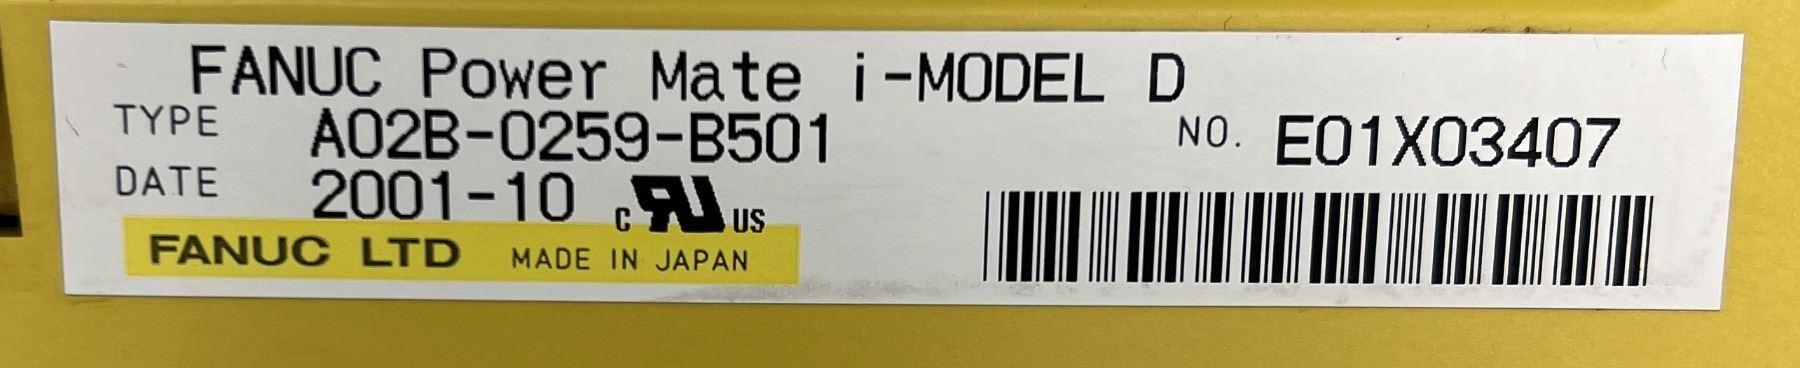 FANUC Power Mate i-MODEL D
TYPE A02B-0259-B501
NO. E01X03407
DATE 2001-10
c RU US
FANUC LTD MADE IN JAPAN